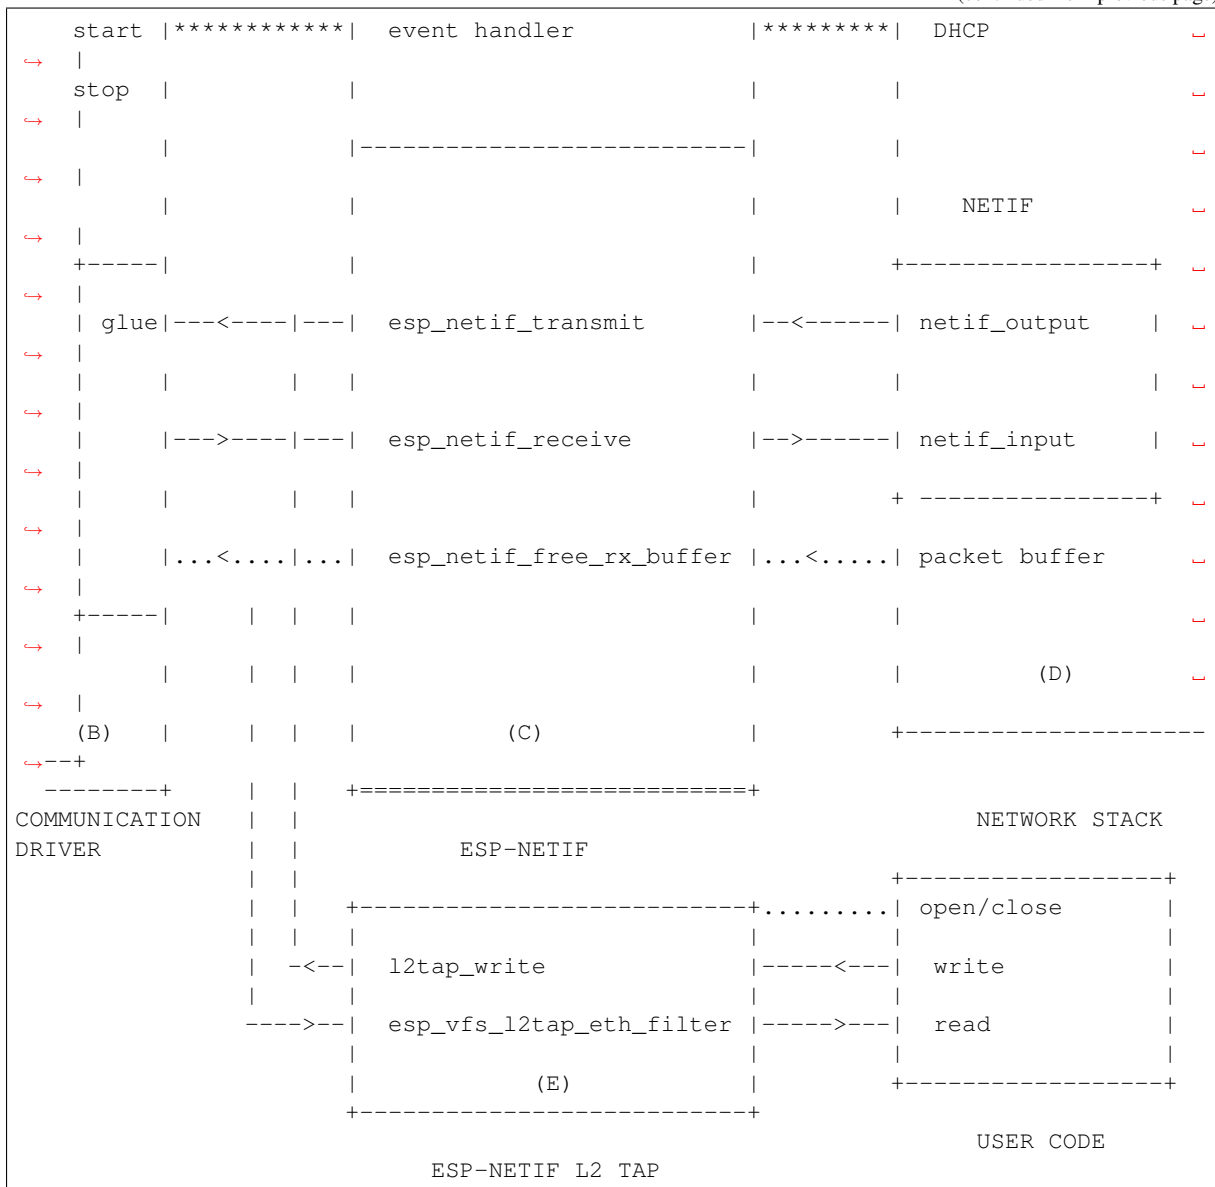 start |************|  event handler            |*********|  DHCP            ␣
↪  |
    stop  |            |                           |         |                  ␣
↪  |
          |            |---------------------------|         |                  ␣
↪  |
          |            |                           |         |    NETIF         ␣
↪  |
    +-----|            |                           |         +-----------------+ ␣
↪  |
    | glue|---<----|---|  esp_netif_transmit       |--<------| netif_output    | ␣
↪  |
    |     |        |   |                           |         |                 | ␣
↪  |
    |     |--->----|---|  esp_netif_receive        |-->------| netif_input     | ␣
↪  |
    |     |        |   |                           |         + ----------------+ ␣
↪  |
    |     |...<....|...|  esp_netif_free_rx_buffer |...<.....| packet buffer     ␣
↪  |
    +-----|     |  |   |                           |         |                   ␣
↪  |
          |     |  |   |                           |         |         (D)       ␣
↪  |
    (B)   |     |  |   |          (C)              |         +---------------------
↪--+
  --------+     |  |   +===========================+
COMMUNICATION   |  |                                               NETWORK STACK
DRIVER          |  |           ESP-NETIF
                |  |                                         +------------------+
                |  |   +---------------------------+.........| open/close       |
                |  |   |                           |         |                  |
                |  -<--|  l2tap_write              |-----<---|  write           |
                |      |                           |         |                  |
                ---->--|  esp_vfs_l2tap_eth_filter |----->---|  read            |
                       |                           |         |                  |
                       |            (E)            |         +------------------+
                       +---------------------------+
                                                                  USER CODE
                            ESP-NETIF L2 TAP